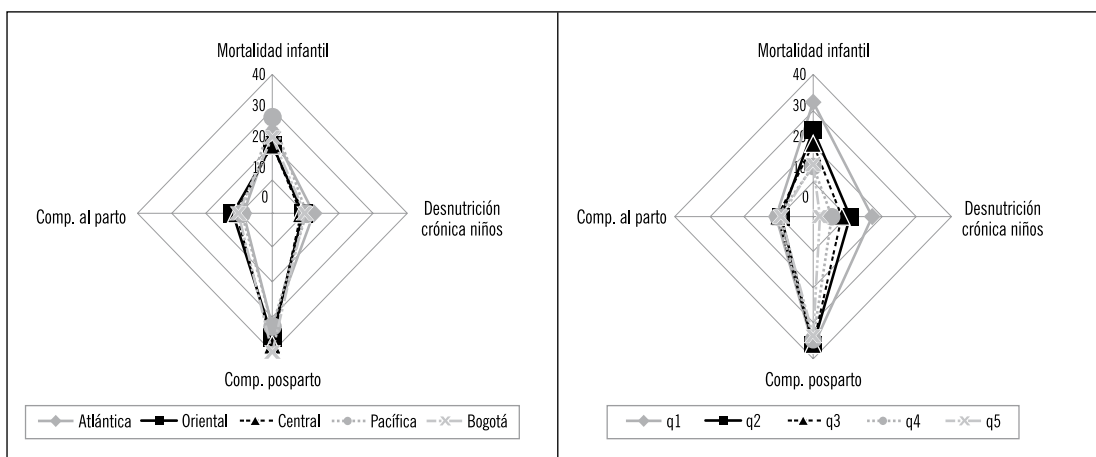 Mortalidad infantil
40
30
20
10
0
Comp. al parto
Desnutrición
crónica niños
Comp. posparto
Atlántica Oriental Central Pacífica Bogotá
Mortalidad infantil
40
30
20
10
0
Comp. al parto
Desnutrición
crónica niños
Comp. posparto
q1 q2 q3 q4 q5